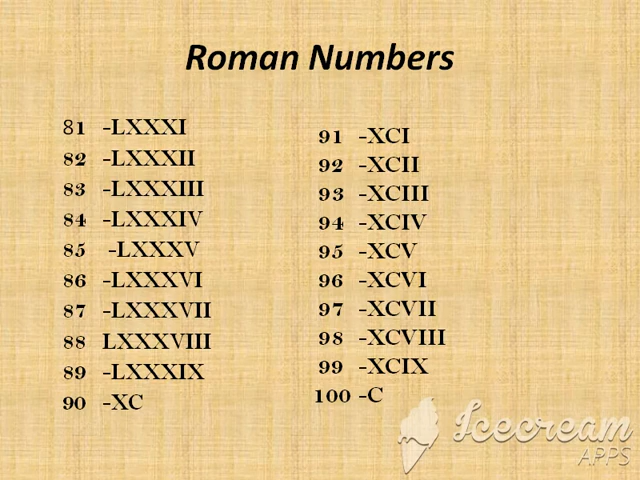 Roman Numbers
81 -LXXXI
82 -LXXXII
83 -LXXXIII
84 -LXXXIV
85 -LXXXV
86 -LXXXVI
87 -LXXXVII
88 LXXXVIII
89 -LXXXIX
90 -XC
91 -XCI
92 -XCII
93 -XCIII
94 -XCIV
95 -XCV
96 -XCVI
97 -XCVII
98 -XCVIII
99 -XCIX
100 -C
Icecream
APPS